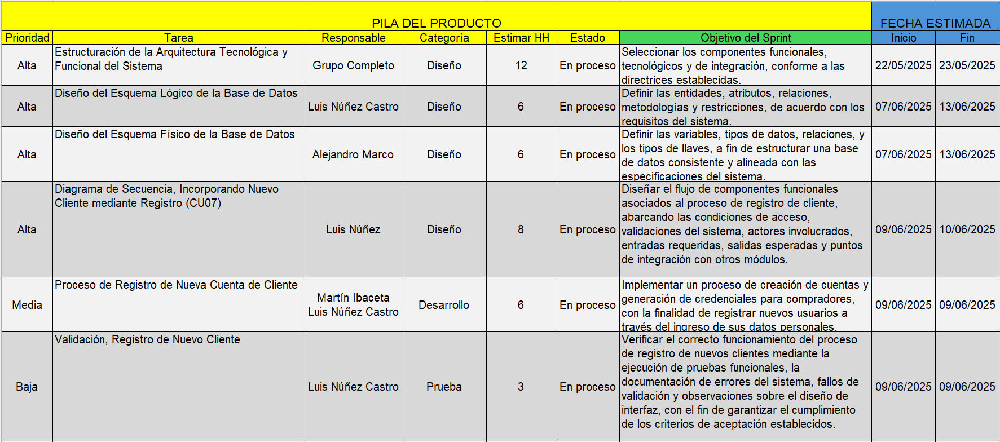 PILA DEL PRODUCTO
FECHA ESTIMADA
Prioridad Tarea Responsable Categoría Estimar HH Estado Objetivo del Sprint Inicio Fin
Alta
Estructuración de la Arquitectura Tecnológica y
Funcional del Sistema
Grupo Completo
Diseño
12
En proceso
Seleccionar los componentes funcionales,
tecnológicos y de integración, conforme a las
directrices establecidas.
22/05/2025
23/05/2025
Alta
Diseño del Esquema Lógico de la Base de Datos
Luis Núñez Castro
Diseño
6
En proceso
Definir las entidades, atributos, relaciones,
metodologías y restricciones, de acuerdo con los
requisitos del sistema.
07/06/2025
13/06/2025
Alta
Diseño del Esquema Físico de la Base de Datos
Alejandro Marco
Diseño
6
En proceso
Definir las variables, tipos de datos, relaciones, y
los tipos de llaves, a fin de estructurar una base
de datos consistente y alineada con las
especificaciones del sistema.
07/06/2025
13/06/2025
Alta
Diagrama de Secuencia, Incorporando Nuevo
Cliente mediante Registro (CU07)
Luis Núñez
Diseño
8
En proceso
Diseñar el flujo de componentes funcionales
asociados al proceso de registro de cliente,
abarcando las condiciones de acceso,
validaciones del sistema, actores involucrados,
entradas requeridas, salidas esperadas y puntos
de integración con otros módulos.
09/06/2025
10/06/2025
Media
Proceso de Registro de Nueva Cuenta de Cliente
Martín Ibaceta
Luis Núñez Castro
Desarrollo
6
En proceso
Implementar un proceso de creación de cuentas y
generación de credenciales para compradores,
con la finalidad de registrar nuevos usuarios a
través del ingreso de sus datos personales.
09/06/2025
09/06/2025
Baja
Validación, Registro de Nuevo Cliente
Luis Núñez Castro
Prueba
3
En proceso
Verificar el correcto funcionamiento del proceso
de registro de nuevos clientes mediante la
ejecución de pruebas funcionales, la
documentación de errores del sistema, fallos de
validación y observaciones sobre el diseño de
interfaz, con el fin de garantizar el cumplimiento
de los criterios de aceptación establecidos.
09/06/2025
09/06/2025